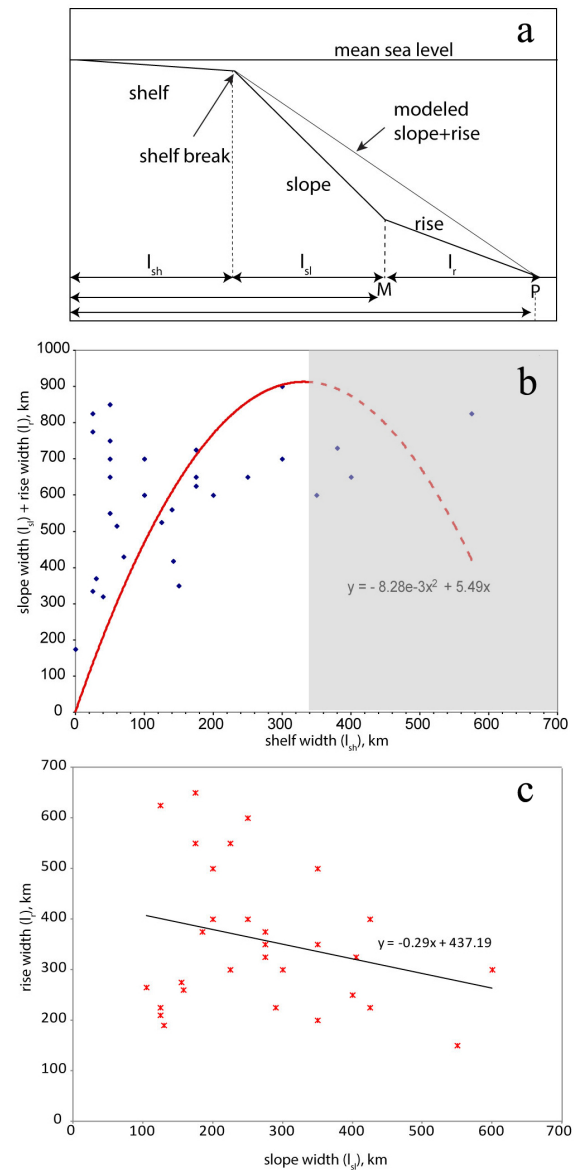 a
mean sea level
shelf
modeled
slope+rise
shelf break
slope
rise
l_sh
l_sl
l_r
M
P
b
1000
900
800
700
600
500
400
300
200
100
0
slope width (l_sl) + rise width (l_r), km
y = - 8.28e-3x² + 5.49x
0 100 200 300 400 500 600 700
shelf width (l_sh), km
c
700
600
500
400
300
200
100
0
rise width (l_r), km
y = -0.29x + 437.19
0 100 200 300 400 500 600
slope width (l_sl), km